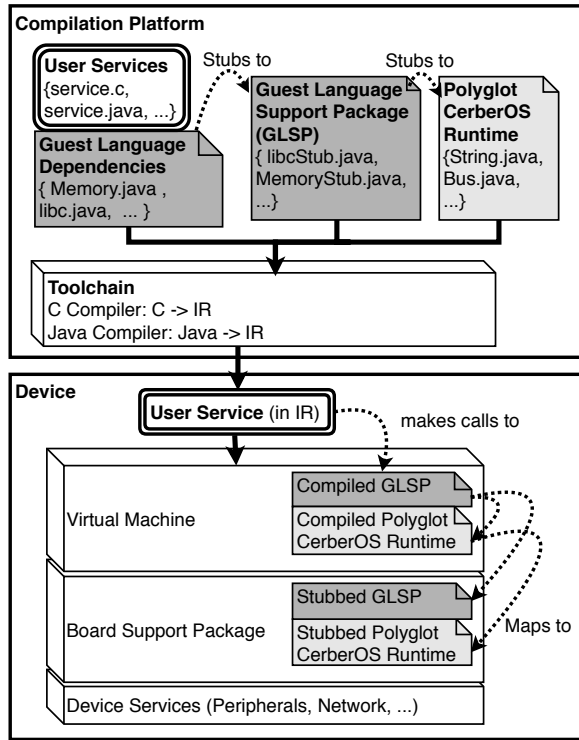 Compilation Platform
User Services
{service.c,
service.java, ...}
Stubs to
Stubs to
Guest Language
Dependencies
{ Memory.java ,
libc.java, ... }
Guest Language
Support Package
(GLSP)
{ libcStub.java,
MemoryStub.java,
...}
Polyglot
CerberOS
Runtime
{String.java,
Bus.java,
...}
Toolchain
C Compiler: C -> IR
Java Compiler: Java -> IR
Device
User Service (in IR)
makes calls to
Virtual Machine
Compiled GLSP
Compiled Polyglot
CerberOS Runtime
Board Support Package
Stubbed GLSP
Stubbed Polyglot
CerberOS Runtime
Maps to
Device Services (Peripherals, Network, ...)